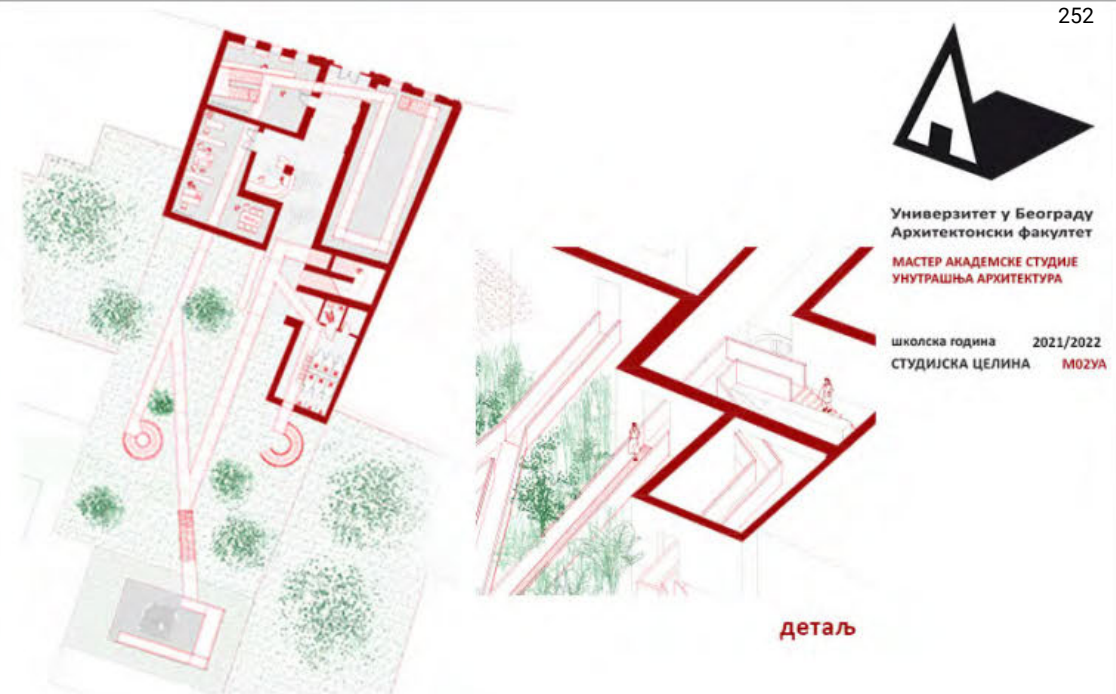 252
Универзитет у Београду
Архитектонски факултет
МАСТЕР АКАДЕМСКЕ СТУДИЈЕ
УНУТРАШЊА АРХИТЕКТУРА
школска година 2021/2022
СТУДИЈСКА ЦЕЛИНА М02УА
детаљ